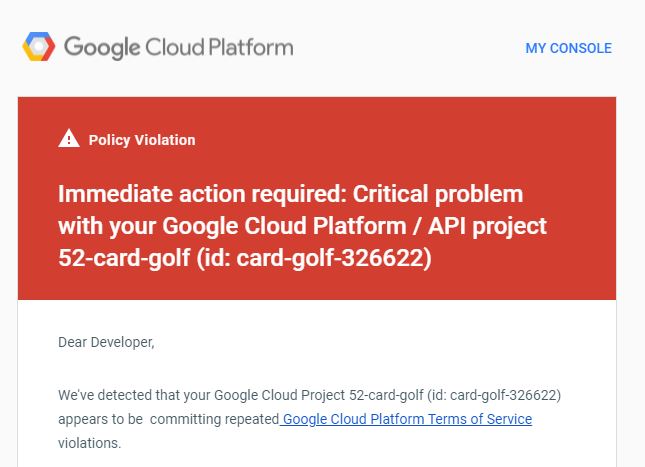 Google Cloud Platform
MY CONSOLE
Policy Violation
Immediate action required: Critical problem
with your Google Cloud Platform / API project
52-card-golf (id: card-golf-326622)
Dear Developer,
We've detected that your Google Cloud Project 52-card-golf (id: card-golf-326622)
appears to be  committing repeated Google Cloud Platform Terms of Service
violations.